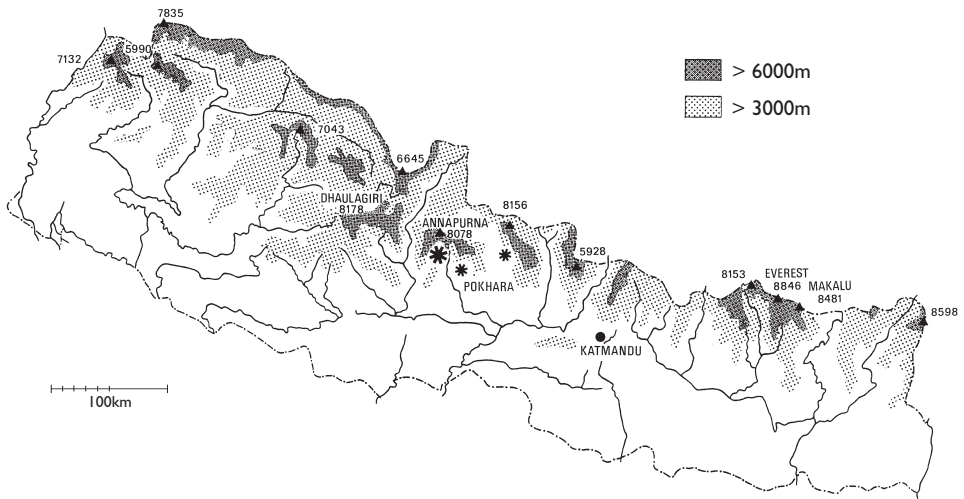 7835
5990
7132
> 6000m
> 3000m
7043
6645
DHAULAGIRI
8178
8156
ANNAPURNA
8078
5928
POKHARA
8153
EVEREST
8846
MAKALU
8481
8598
KATMANDU
100km